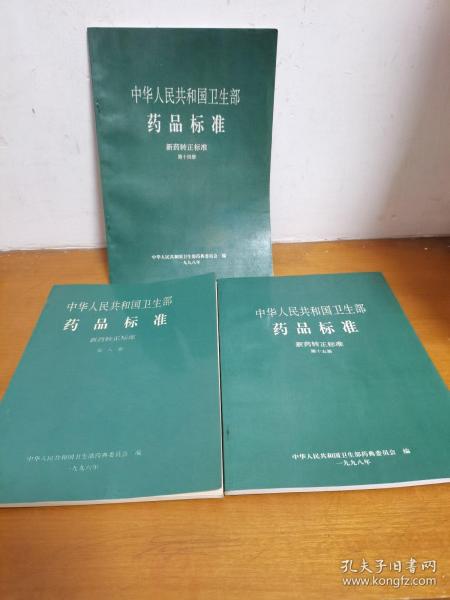 中华人民共和国卫生部
药品标准
新药转正标准
第十四册
中华人民共和国卫生部药典委员会 编
一九九八年
中华人民共和国卫生部
药品标准
新药转正标准
第八册
中华人民共和国卫生部药典委员会 编
一九九六年
中华人民共和国卫生部
药品标准
新药转正标准
第十五册
中华人民共和国卫生部药典委员会 编
一九九八年
孔夫子旧书网
www.kongfz.com